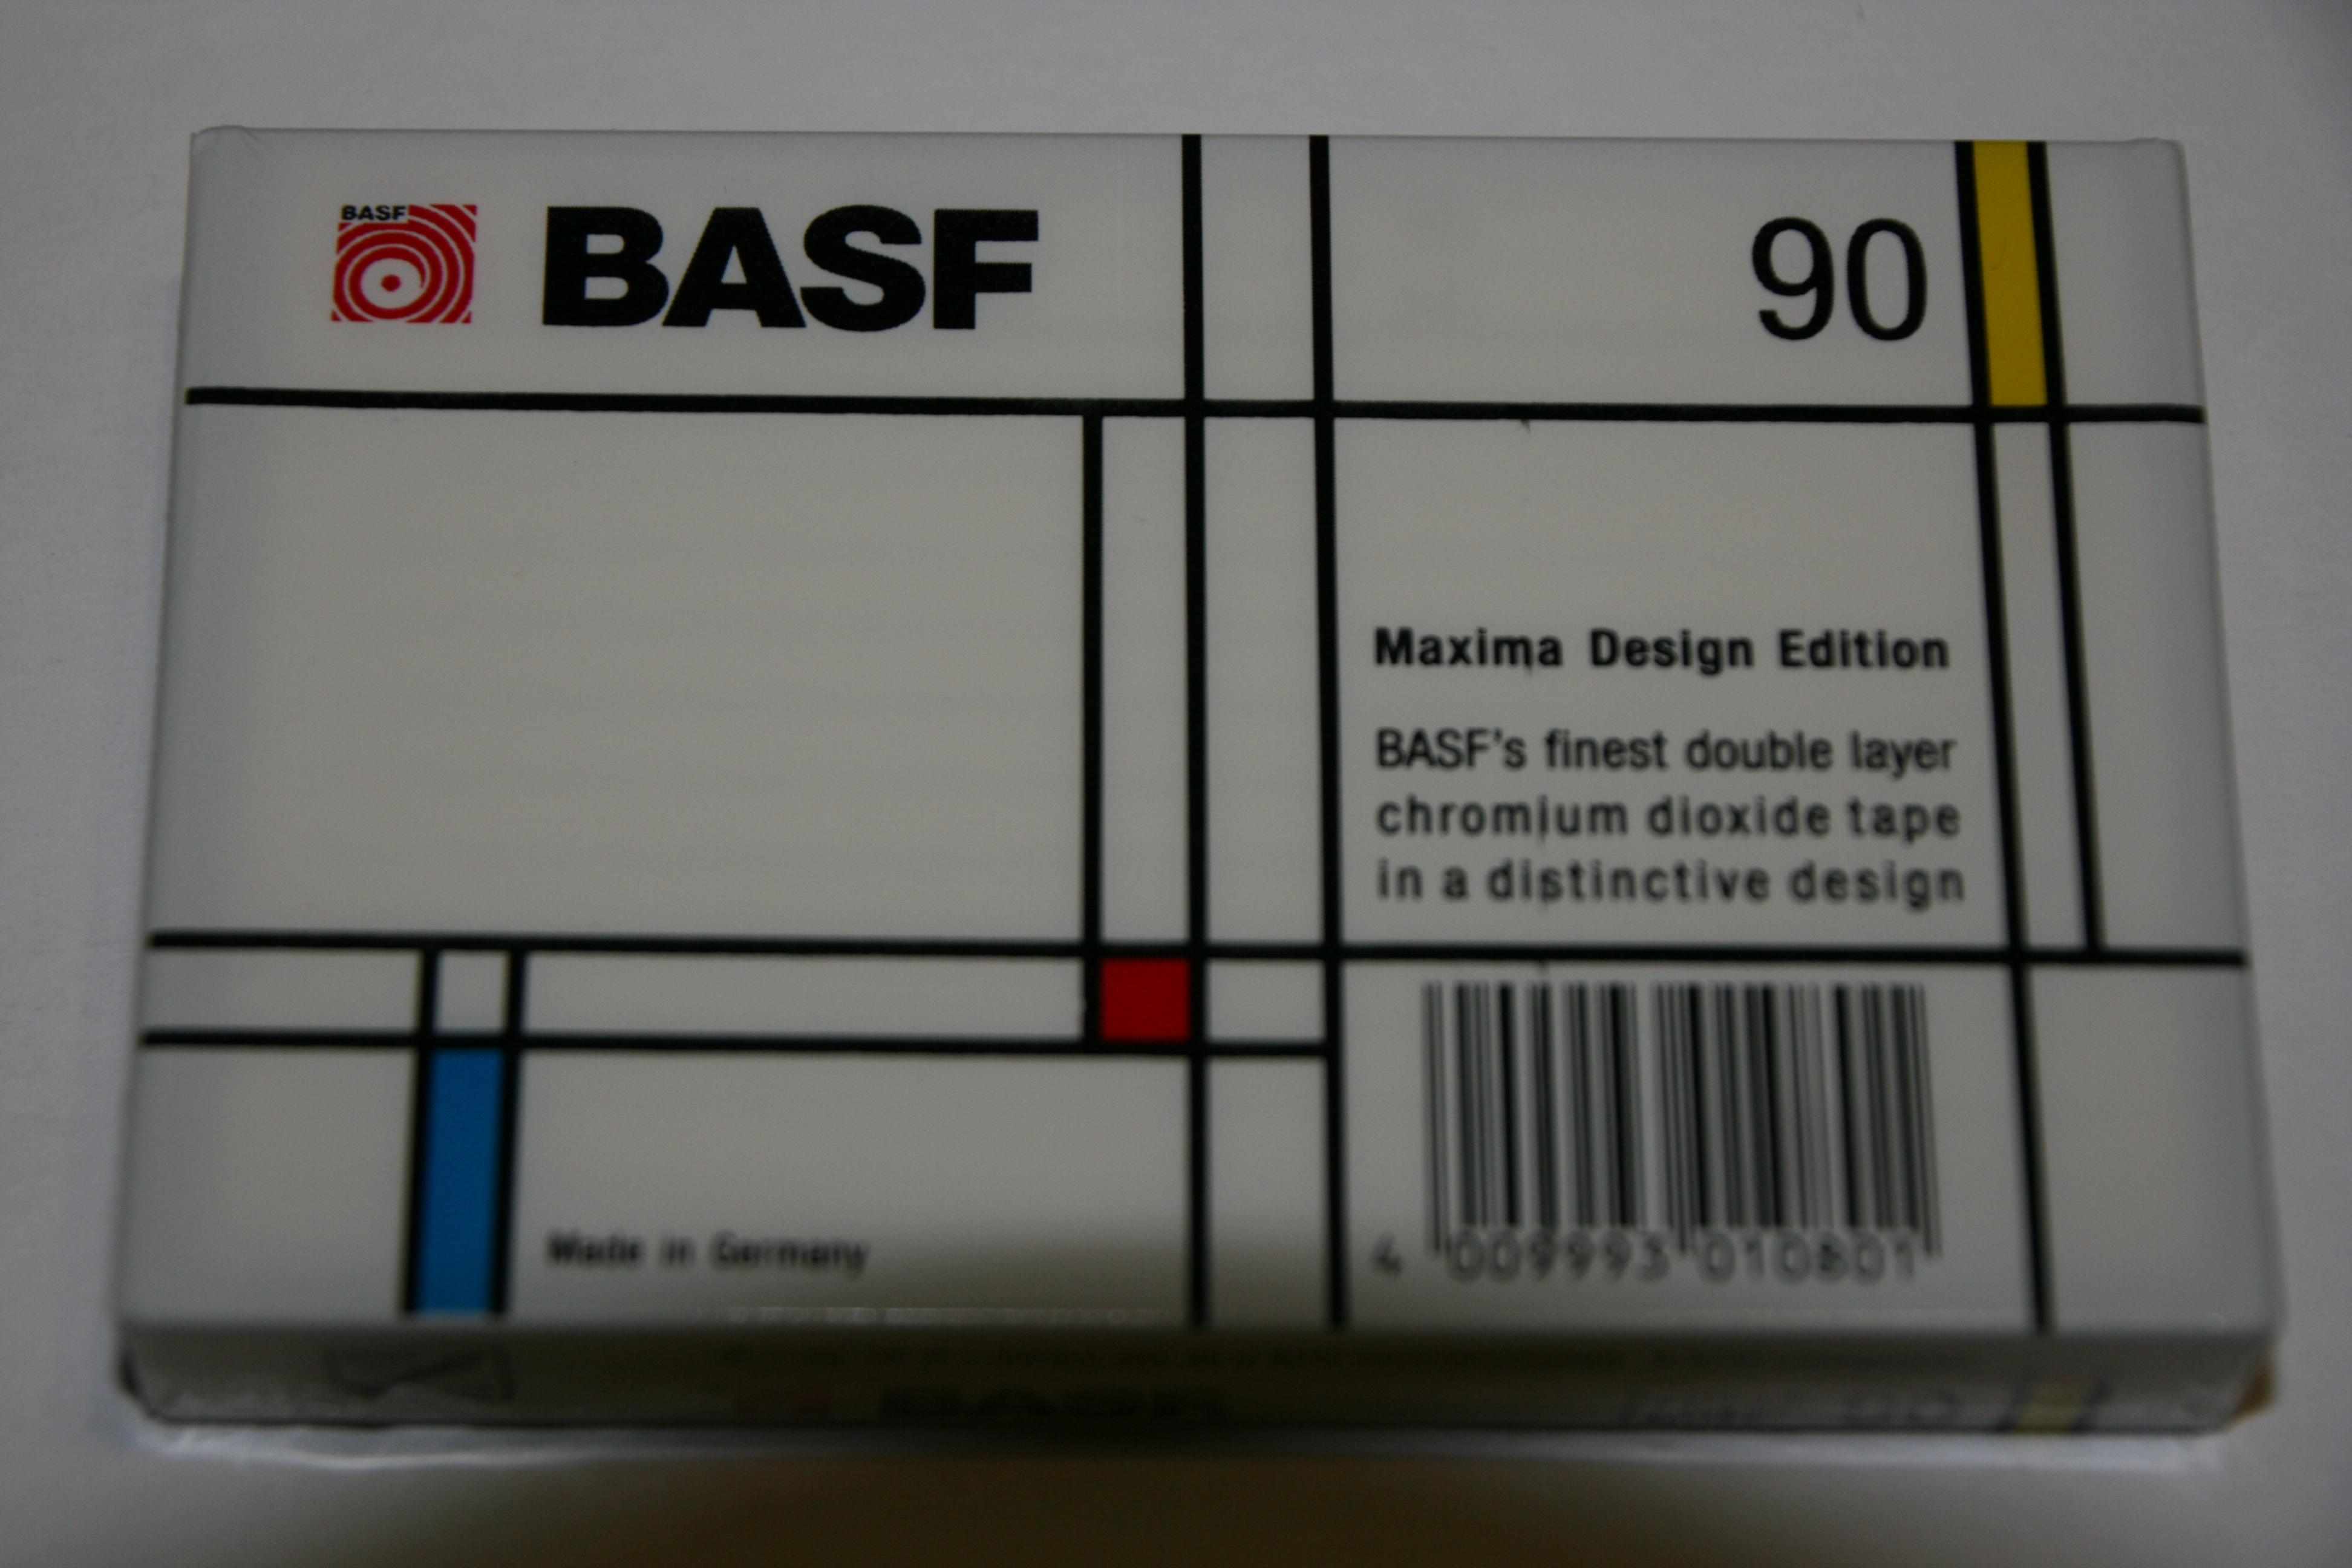 BASF
BASF
90
Maxima Design Edition
BASF's finest double layer
chromium dioxide tape
in a distinctive design
Made in Germany
4 009993 010801